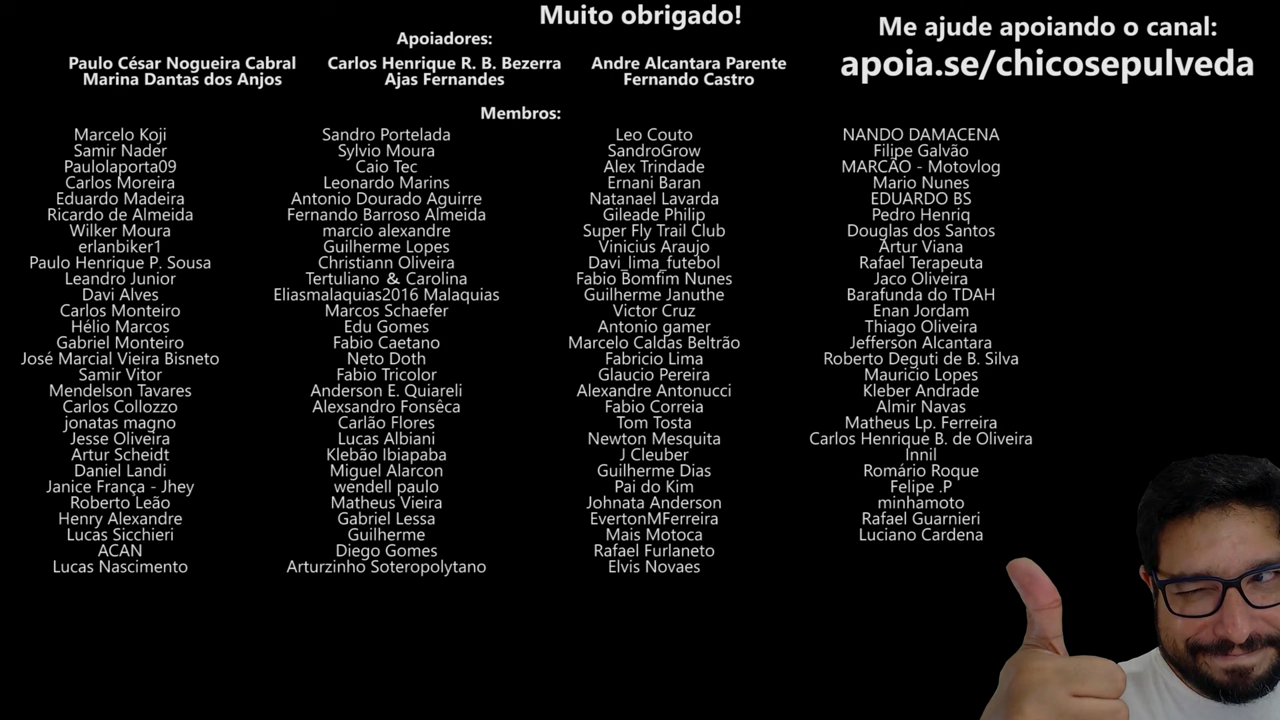 Muito obrigado!
Me ajude apoiando o canal:
apoia.se/chicosepulveda
Apoiadores:
Paulo César Nogueira Cabral
Marina Dantas dos Anjos
Carlos Henrique R. B. Bezerra
Ajas Fernandes
Andre Alcantara Parente
Fernando Castro
Membros:
Marcelo Koji
Samir Nader
Paulolaporta09
Carlos Moreira
Eduardo Madeira
Ricardo de Almeida
Wilker Moura
erlanbiker1
Paulo Henrique P. Sousa
Leandro Junior
Davi Alves
Carlos Monteiro
Hélio Marcos
Gabriel Monteiro
José Marcial Vieira Bisneto
Samir Vitor
Mendelson Tavares
Carlos Collozzo
jonatas magno
Jesse Oliveira
Artur Scheidt
Daniel Landi
Janice França - Jhey
Roberto Leão
Henry Alexandre
Lucas Sicchieri
ACAN
Lucas Nascimento
Sandro Portelada
Sylvio Moura
Caio Tec
Leonardo Marins
Antonio Dourado Aguirre
Fernando Barroso Almeida
marcio alexandre
Guilherme Lopes
Christiann Oliveira
Tertuliano & Carolina
Eliasmalaquias2016 Malaquias
Marcos Schaefer
Edu Gomes
Fabio Caetano
Neto Doth
Fabio Tricolor
Anderson E. Quiareli
Alexsandro Fonsêca
Carlão Flores
Lucas Albiani
Klebão Ibiapaba
Miguel Alarcon
wendell paulo
Matheus Vieira
Gabriel Lessa
Guilherme
Diego Gomes
Arturzinho Soteropolytano
Leo Couto
SandroGrow
Alex Trindade
Ernani Baran
Natanael Lavarda
Gileade Philip
Super Fly Trail Club
Vinicius Araujo
Davi_lima_futebol
Fabio Bomfim Nunes
Guilherme Januthe
Victor Cruz
Antonio gamer
Marcelo Caldas Beltrão
Fabricio Lima
Glaucio Pereira
Alexandre Antonucci
Fabio Correia
Tom Tosta
Newton Mesquita
J Cleuber
Guilherme Dias
Pai do Kim
Johnata Anderson
EvertonMFerreira
Mais Motoca
Rafael Furlaneto
Elvis Novaes
NANDO DAMACENA
Filipe Galvão
MARCÃO - Motovlog
Mario Nunes
EDUARDO BS
Pedro Henriq
Douglas dos Santos
Artur Viana
Rafael Terapeuta
Jaco Oliveira
Barafunda do TDAH
Enan Jordam
Thiago Oliveira
Jefferson Alcantara
Roberto Deguti de B. Silva
Mauricio Lopes
Kleber Andrade
Almir Navas
Matheus Lp. Ferreira
Carlos Henrique B. de Oliveira
Innil
Romário Roque
Felipe .P
minhamoto
Rafael Guarnieri
Luciano Cardena